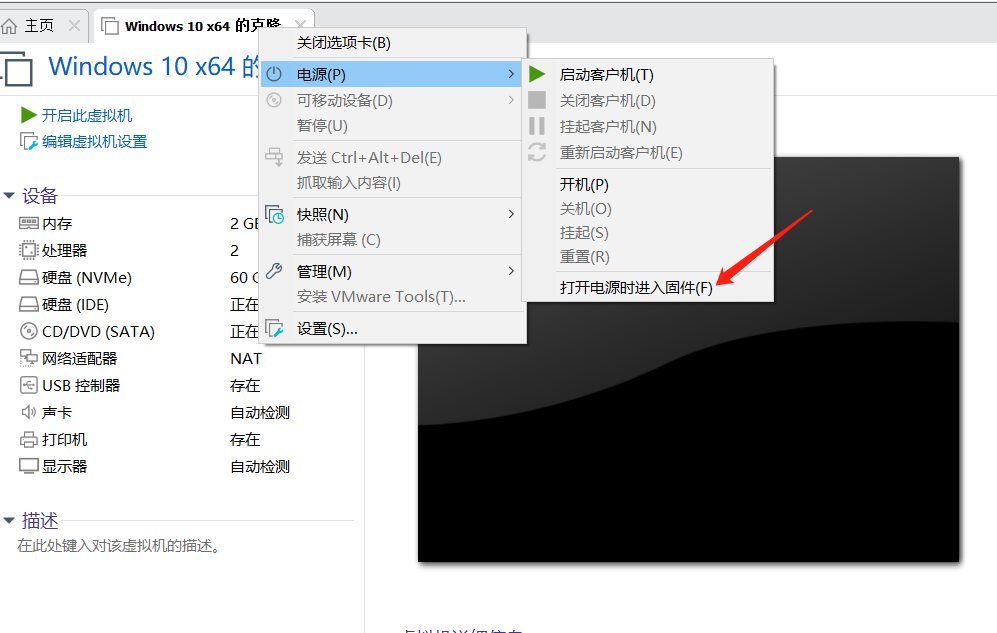 主页
Windows 10 x64 的克隆
Windows 10 x64 的
开启此虚拟机
编辑虚拟机设置
设备
内存 2 GB
处理器 2
硬盘 (NVMe) 60
硬盘 (IDE) 正在
CD/DVD (SATA) 正在
网络适配器 NAT
USB 控制器 存在
声卡 自动检测
打印机 存在
显示器 自动检测
描述
在此处键入对该虚拟机的描述。
关闭选项卡(B)
电源(P)
可移动设备(D)
暂停(U)
发送 Ctrl+Alt+Del(E)
抓取输入内容(I)
快照(N)
捕获屏幕 (C)
管理(M)
安装 VMware Tools(T)...
设置(S)...
启动客户机(T)
关闭客户机(D)
挂起客户机(N)
重新启动客户机(E)
开机(P)
关机(O)
挂起(S)
重置(R)
打开电源时进入固件(F)
虚拟机详细信息